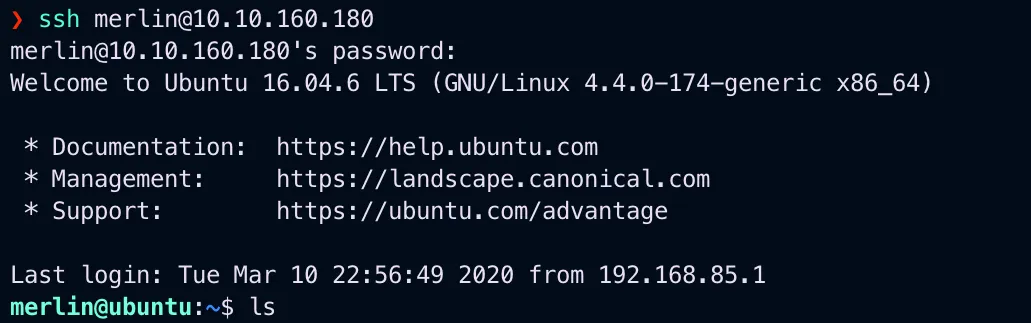 ❯ ssh merlin@10.10.160.180
merlin@10.10.160.180's password:
Welcome to Ubuntu 16.04.6 LTS (GNU/Linux 4.4.0-174-generic x86_64)
* Documentation:  https://help.ubuntu.com
* Management:     https://landscape.canonical.com
* Support:        https://ubuntu.com/advantage
Last login: Tue Mar 10 22:56:49 2020 from 192.168.85.1
merlin@ubuntu:~$ ls